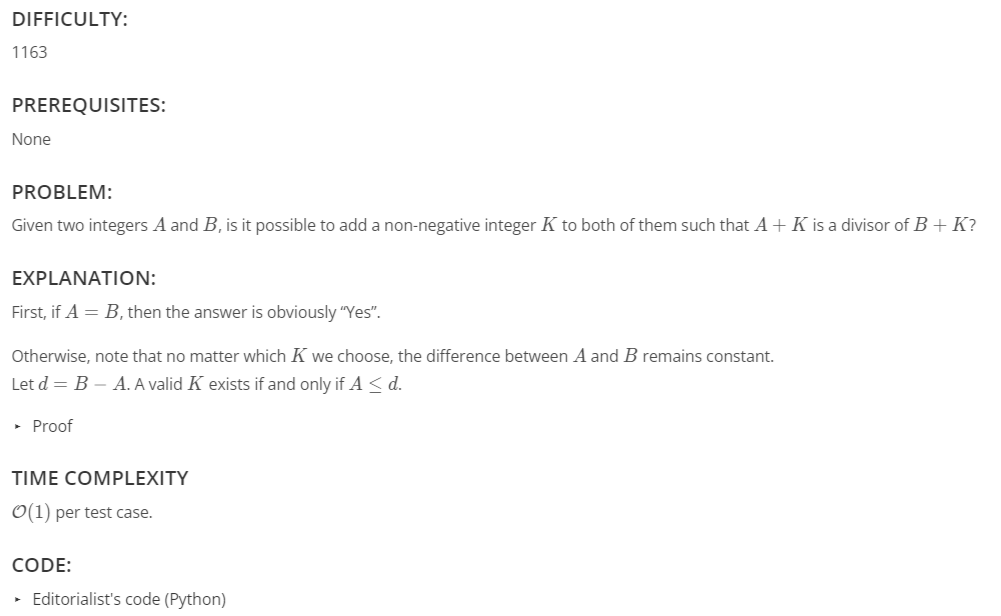 DIFFICULTY:
1163
PREREQUISITES:
None
PROBLEM:
Given two integers A and B, is it possible to add a non-negative integer K to both of them such that A + K is a divisor of B + K?
EXPLANATION:
First, if A = B, then the answer is obviously “Yes”.
Otherwise, note that no matter which K we choose, the difference between A and B remains constant.
Let d = B − A. A valid K exists if and only if A ≤ d.
‣ Proof
TIME COMPLEXITY
𝒪(1) per test case.
CODE:
‣ Editorialist's code (Python)